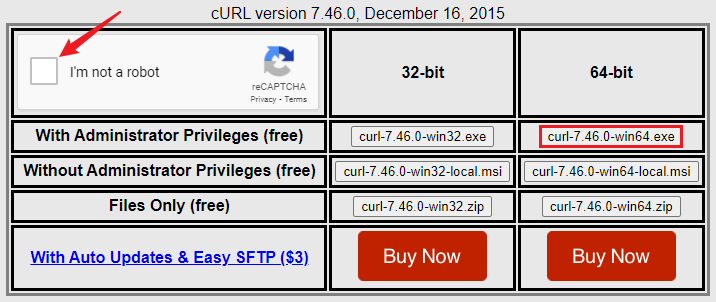 cURL version 7.46.0, December 16, 2015
I'm not a robot
reCAPTCHA
Privacy - Terms
32-bit
64-bit
With Administrator Privileges (free)
curl-7.46.0-win32.exe
curl-7.46.0-win64.exe
Without Administrator Privileges (free)
curl-7.46.0-win32-local.msi
curl-7.46.0-win64-local.msi
Files Only (free)
curl-7.46.0-win32.zip
curl-7.46.0-win64.zip
With Auto Updates & Easy SFTP ($3)
Buy Now
Buy Now